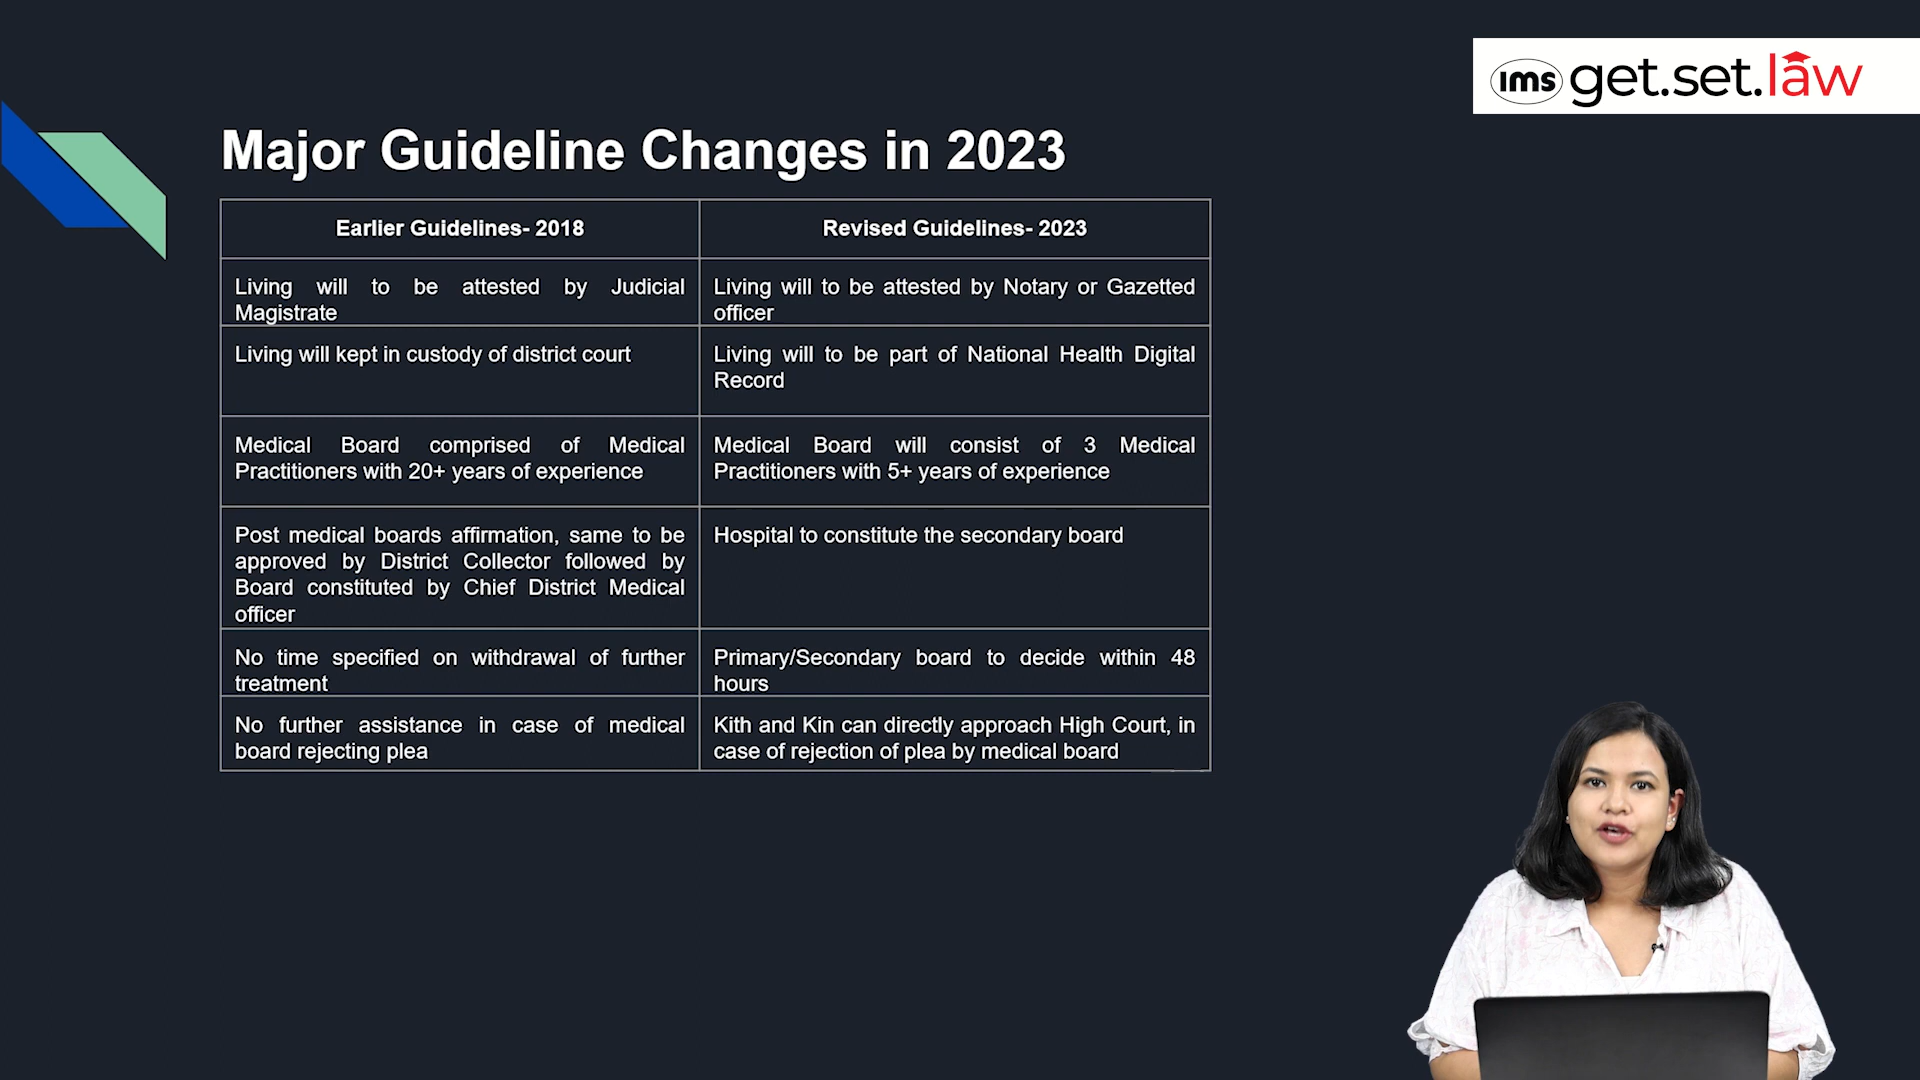 ims get.set.law
Major Guideline Changes in 2023
Earlier Guidelines- 2018
Revised Guidelines- 2023
Living will to be attested by Judicial
Magistrate
Living will to be attested by Notary or Gazetted
officer
Living will kept in custody of district court
Living will to be part of National Health Digital
Record
Medical Board comprised of Medical
Practitioners with 20+ years of experience
Medical Board will consist of 3 Medical
Practitioners with 5+ years of experience
Post medical boards affirmation, same to be
approved by District Collector followed by
Board constituted by Chief District Medical
officer
Hospital to constitute the secondary board
No time specified on withdrawal of further
treatment
Primary/Secondary board to decide within 48
hours
No further assistance in case of medical
board rejecting plea
Kith and Kin can directly approach High Court, in
case of rejection of plea by medical board